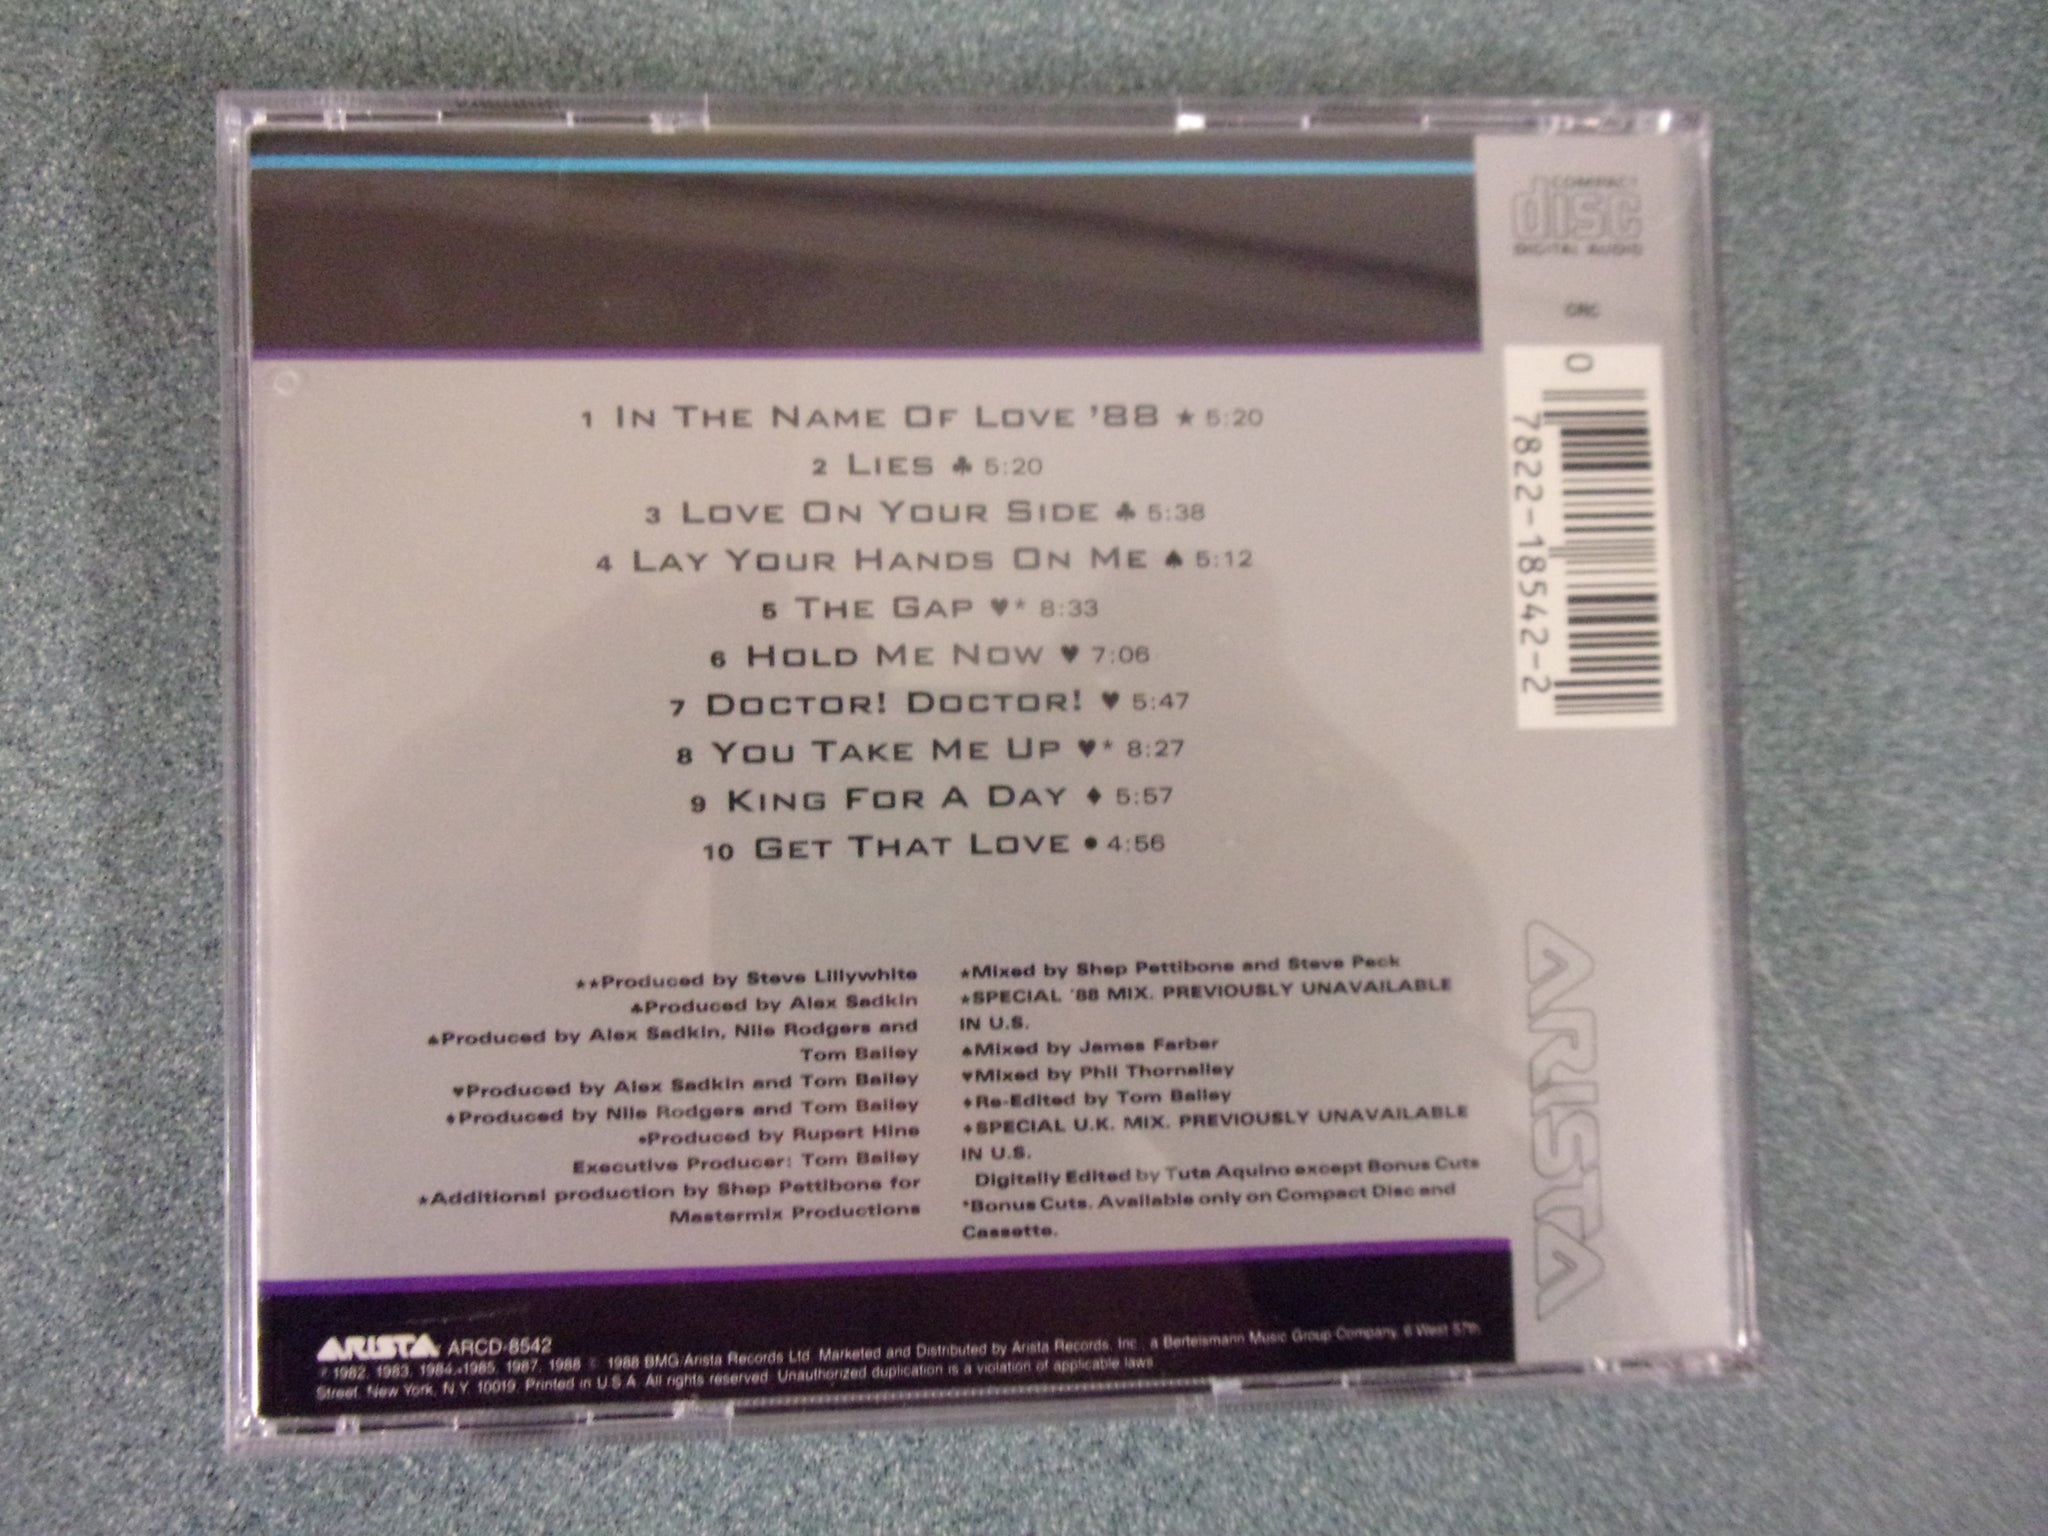 COMPACT
disc
DIGITAL AUDIO
0
7822-18542-2
1 IN THE NAME OF LOVE '88 ★ 5:20
2 LIES ♣ 5:20
3 LOVE ON YOUR SIDE ♣ 5:38
4 LAY YOUR HANDS ON ME ♠ 5:12
5 THE GAP ♥* 8:33
6 HOLD ME NOW ♥ 7:06
7 DOCTOR! DOCTOR! ♥ 5:47
8 YOU TAKE ME UP ♥* 8:27
9 KING FOR A DAY ♦ 5:57
10 GET THAT LOVE ● 4:56
★★Produced by Steve Lillywhite
♣Produced by Alex Sadkin
♠Produced by Alex Sadkin, Nile Rodgers and
Tom Bailey
♥Produced by Alex Sadkin and Tom Bailey
♦Produced by Nile Rodgers and Tom Bailey
●Produced by Rupert Hine
Executive Producer: Tom Bailey
★Additional production by Shep Pettibone for
Mastermix Productions
★Mixed by Shep Pettibone and Steve Peck
★SPECIAL '88 MIX. PREVIOUSLY UNAVAILABLE
IN U.S.
♠Mixed by James Farber
♥Mixed by Phil Thornalley
♦Re-Edited by Tom Bailey
♦SPECIAL U.K. MIX. PREVIOUSLY UNAVAILABLE
IN U.S.
Digitally Edited by Tuta Aquino except Bonus Cuts
*Bonus Cuts. Available only on Compact Disc and
Cassette.
ARISTA
ARISTA ARCD-8542
℗ 1982, 1983, 1984, 1985, 1987, 1988 © 1988 BMG/Arista Records Ltd. Marketed and Distributed by Arista Records, Inc., a Bertelsmann Music Group Company, 6 West 57th
Street, New York, N.Y. 10019. Printed in U.S.A. All rights reserved. Unauthorized duplication is a violation of applicable laws.